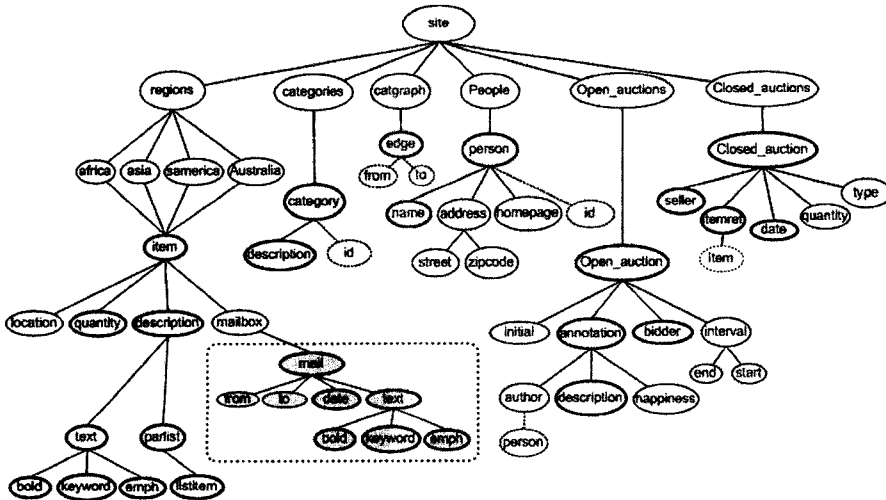 site
regions categories catgraph People Open_auctions Closed_auctions
africa asia samerica Australia edge person Closed_auction
from to
category name address homepage id seller itemref date quantity type
item description id street zipcode Open_auction item
location quantity description mailbox initial annotation bidder interval
mail end start
from to date text author description happiness
text parlist bold keyword emph person
bold keyword emph listitem